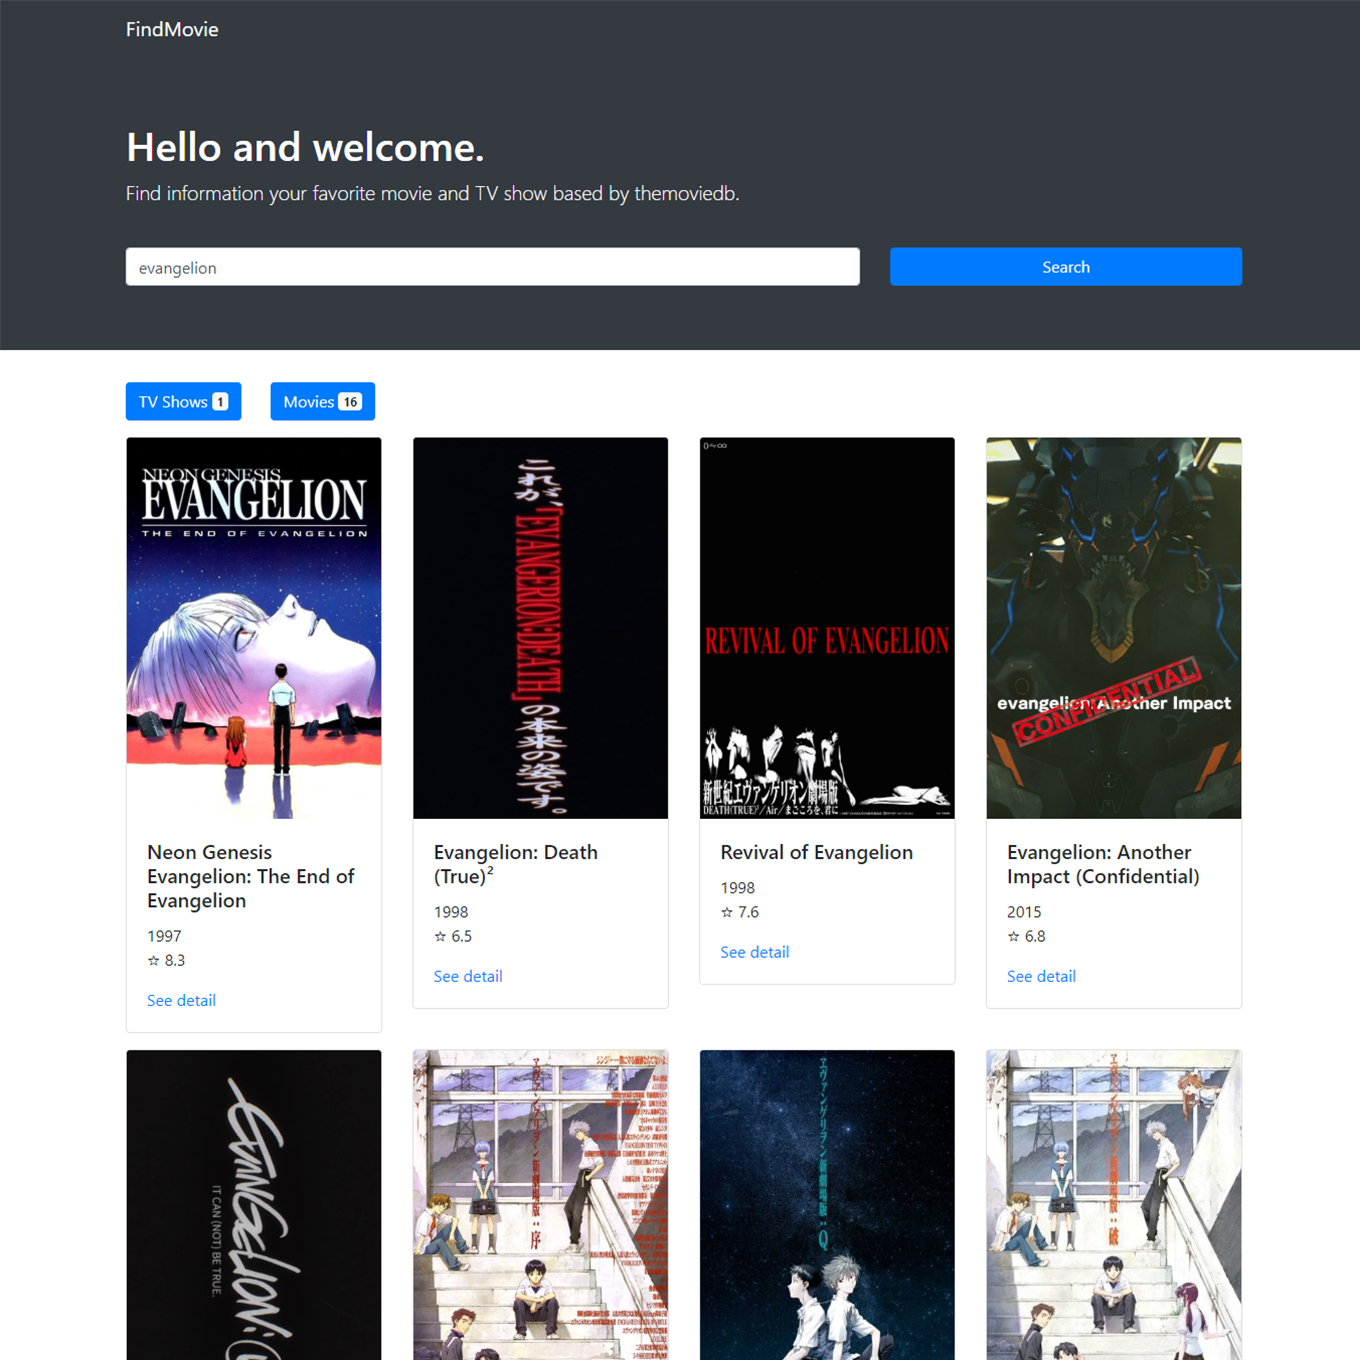 FindMovie
Hello and welcome.
Find information your favorite movie and TV show based by themoviedb.
evangelion
Search
TV Shows 1
Movies 16
NEON GENESIS
EVANGELION
THE END OF EVANGELION
これが、「EVANGERION:DEATH」の本来の姿です。
REVIVAL OF EVANGELION
新世紀エヴァンゲリオン劇場版
DEATH(TRUE)²/Air/まごころを、君に
evangelion:Another Impact
CONFIDENTIAL
Neon Genesis
Evangelion: The End of
Evangelion
1997
☆ 8.3
See detail
Evangelion: Death
(True)²
1998
☆ 6.5
See detail
Revival of Evangelion
1998
☆ 7.6
See detail
Evangelion: Another
Impact (Confidential)
2015
☆ 6.8
See detail
EVANGELION:
IT CAN (NOT) BE TRUE.
ヱヴァンゲリヲン新劇場版:序
ヱヴァンゲリヲン新劇場版:Q
ヱヴァンゲリヲン新劇場版:破